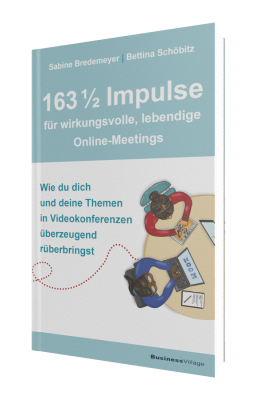 Sabine Bredemeyer | Bettina Schöbitz
163 ½ Impulse
für wirkungsvolle, lebendige
Online-Meetings
Wie du dich
und deine Themen
in Videokonferenzen
überzeugend
rüberbringst
BusinessVillage